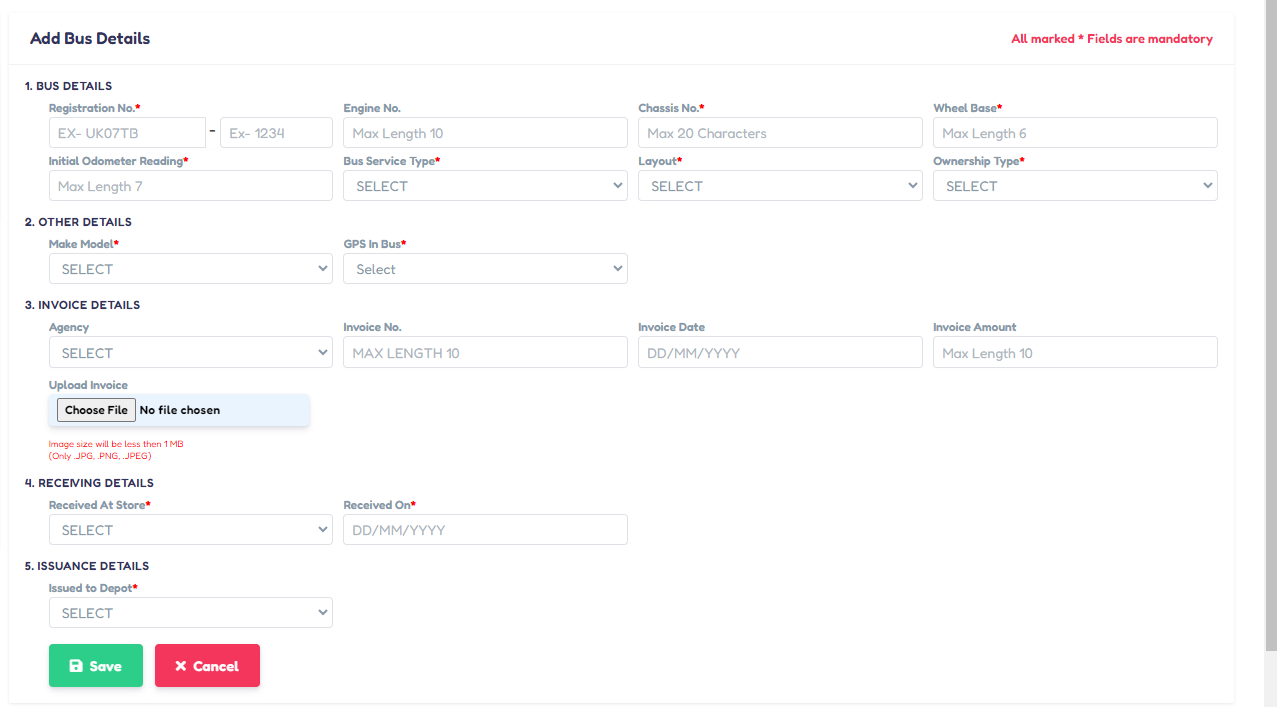 Add Bus Details
All marked * Fields are mandatory
1. BUS DETAILS
Registration No.* Engine No. Chassis No.* Wheel Base*
EX- UK07TB - Ex- 1234 Max Length 10 Max 20 Characters Max Length 6
Initial Odometer Reading* Bus Service Type* Layout* Ownership Type*
Max Length 7 SELECT SELECT SELECT
2. OTHER DETAILS
Make Model* GPS In Bus*
SELECT Select
3. INVOICE DETAILS
Agency Invoice No. Invoice Date Invoice Amount
SELECT MAX LENGTH 10 DD/MM/YYYY Max Length 10
Upload Invoice
Choose File No file chosen
Image size will be less then 1 MB
(Only .JPG, .PNG, .JPEG)
4. RECEIVING DETAILS
Received At Store* Received On*
SELECT DD/MM/YYYY
5. ISSUANCE DETAILS
Issued to Depot*
SELECT
Save Cancel